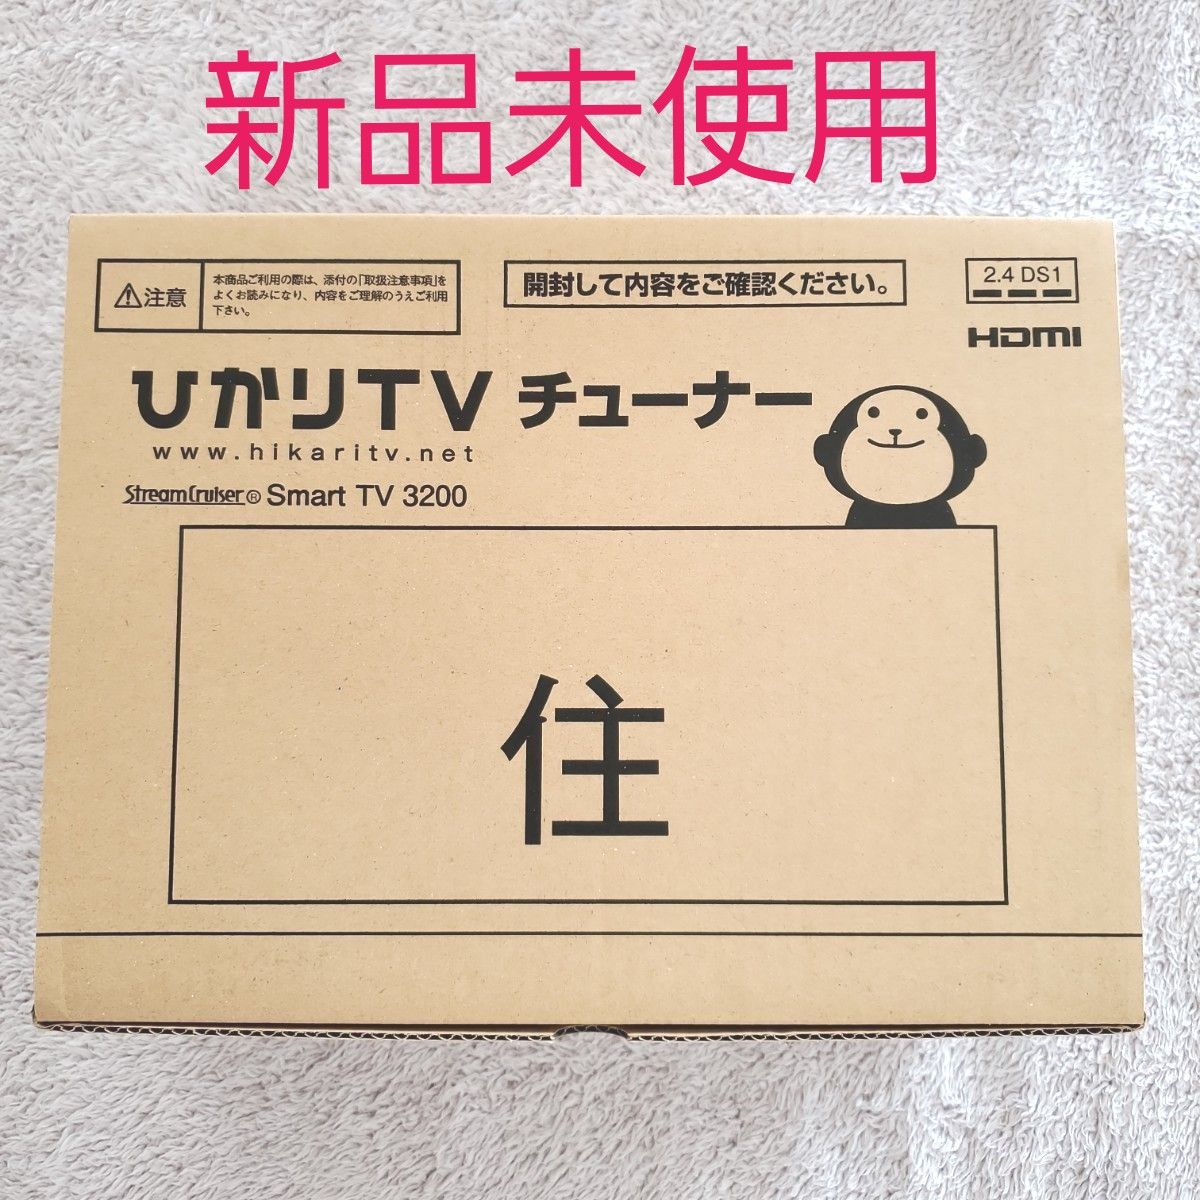 新品未使用
注意
本商品ご利用の際は、添付の「取扱注意事項」を
よくお読みになり、内容をご理解のうえご利用
下さい。
開封して内容をご確認ください。
2.4 DS1
HDMI
ひかりTV チューナー
www.hikaritv.net
StreamCruiser® Smart TV 3200
住